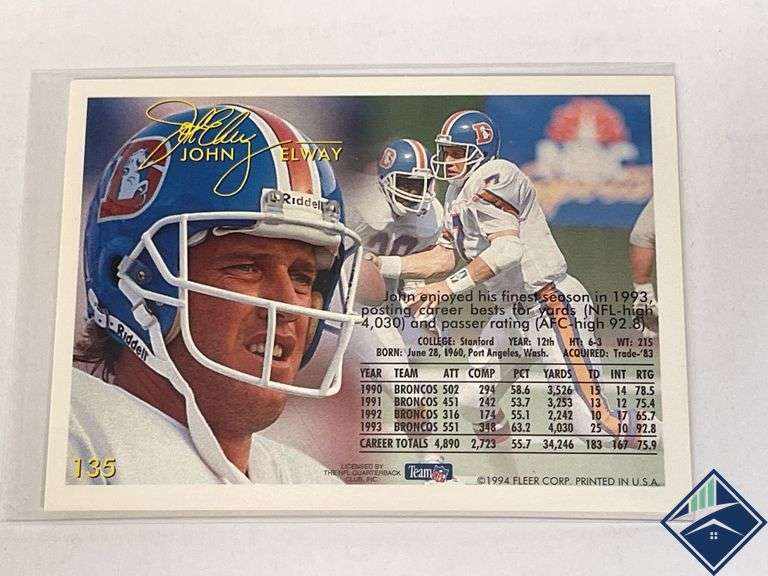 John Elway
JOHN ELWAY
Riddell
Riddell
7
John enjoyed his finest season in 1993,
posting career bests for yards (NFL-high
4,030) and passer rating (AFC-high 92.8)
COLLEGE: Stanford YEAR: 12th HT: 6-3 WT: 215
BORN: June 28, 1960, Port Angeles, Wash. ACQUIRED: Trade-'83
YEAR TEAM ATT COMP PCT YARDS TD INT RTG
1990 BRONCOS 502 294 58.6 3,526 15 14 78.5
1991 BRONCOS 451 242 53.7 3,253 13 12 75.4
1992 BRONCOS 316 174 55.1 2,242 10 17 65.7
1993 BRONCOS 551 348 63.2 4,030 25 10 92.8
CAREER TOTALS 4,890 2,723 55.7 34,246 183 167 75.9
135
LICENSED BY
THE NFL QUARTERBACK
CLUB, INC.
Team NFL
©1994 FLEER CORP. PRINTED IN U.S.A.